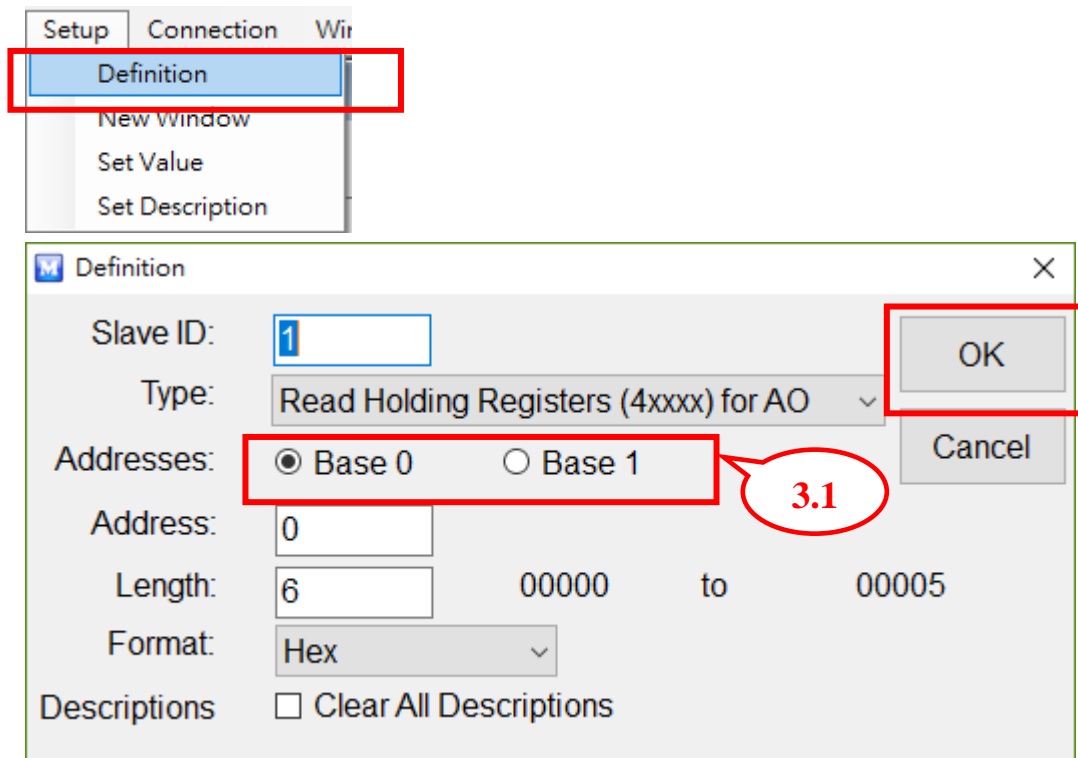 Setup Connection Wir
Definition
New Window
Set Value
Set Description
M Definition
Slave ID: 1 OK
Type: Read Holding Registers (4xxxx) for AO
Addresses: Base 0 Base 1 Cancel
3.1
Address: 0
Length: 6 00000 to 00005
Format: Hex
Descriptions Clear All Descriptions